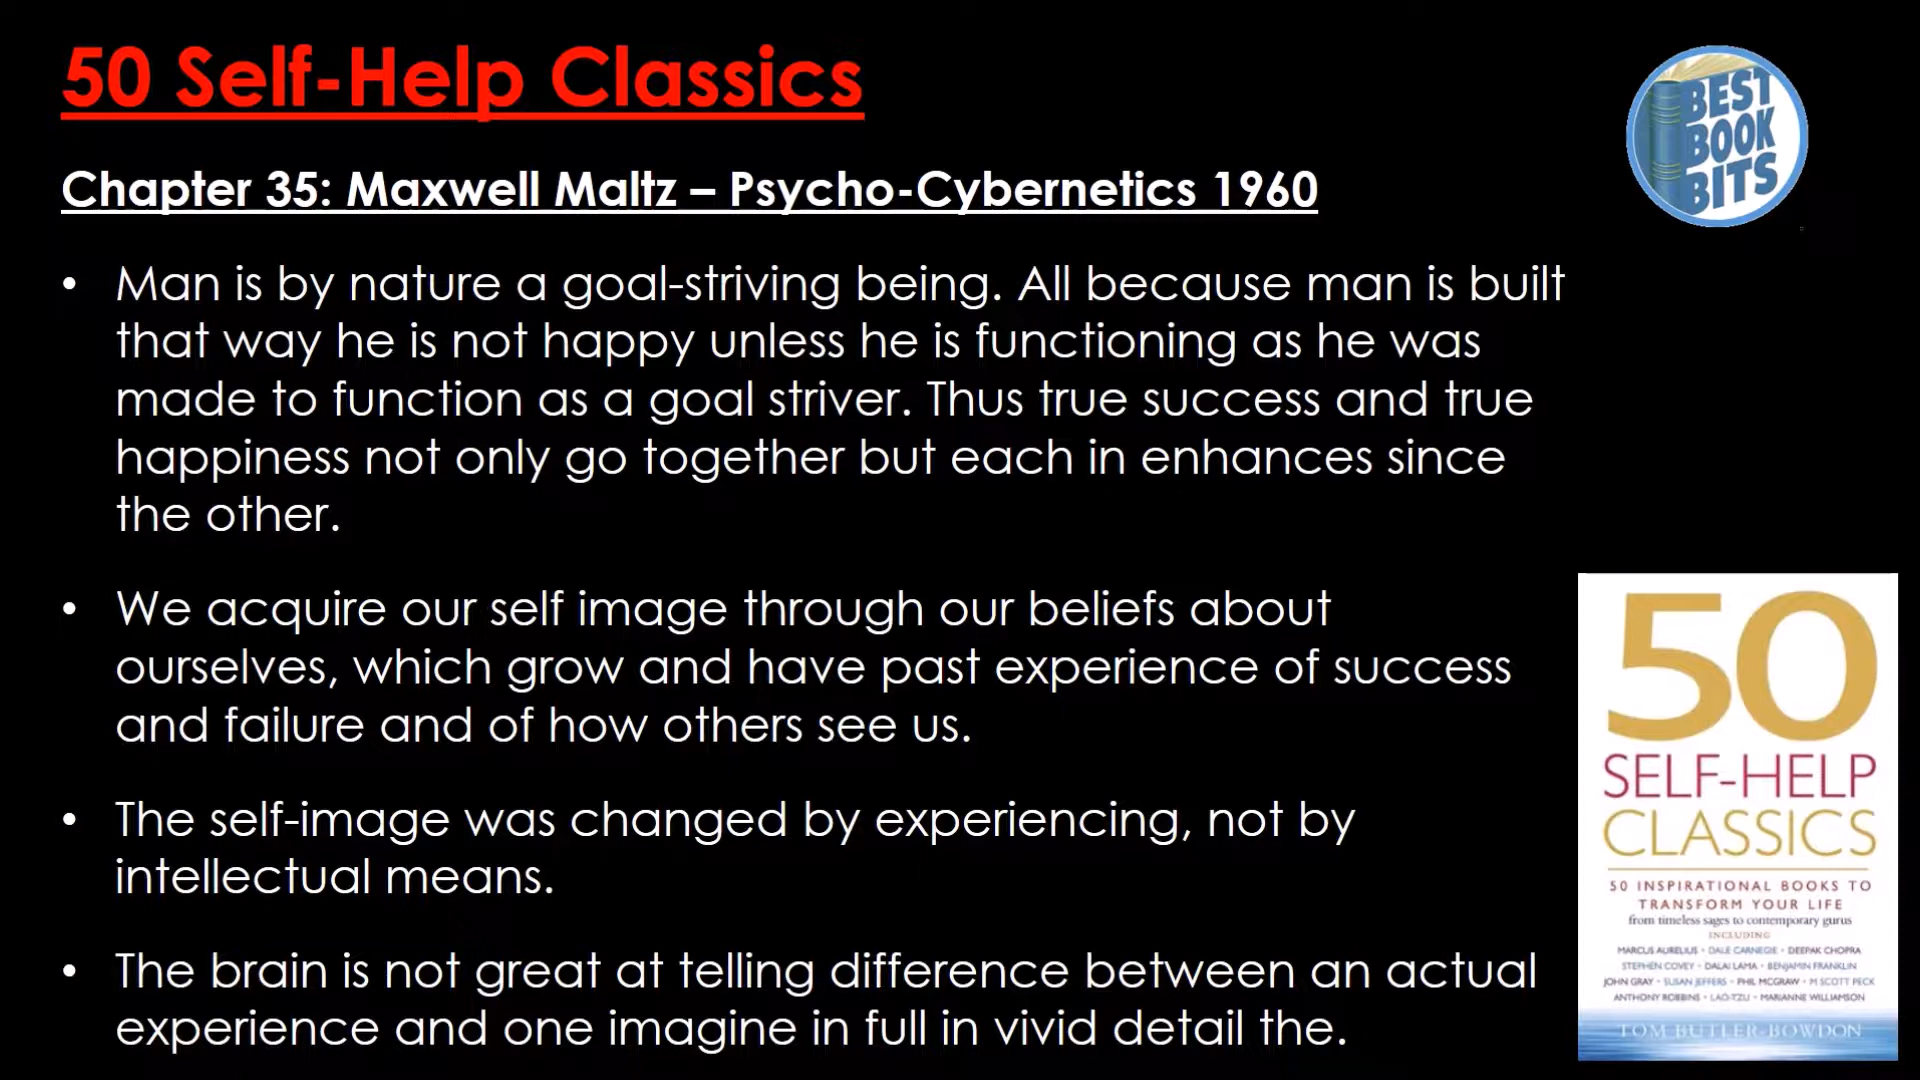 50 Self-Help Classics
BEST
BOOK
BITS
Chapter 35: Maxwell Maltz – Psycho-Cybernetics 1960
• Man is by nature a goal-striving being. All because man is built
that way he is not happy unless he is functioning as he was
made to function as a goal striver. Thus true success and true
happiness not only go together but each in enhances since
the other.
• We acquire our self image through our beliefs about
ourselves, which grow and have past experience of success
and failure and of how others see us.
• The self-image was changed by experiencing, not by
intellectual means.
• The brain is not great at telling difference between an actual
experience and one imagine in full in vivid detail the.
50
SELF-HELP
CLASSICS
50 INSPIRATIONAL BOOKS TO
TRANSFORM YOUR LIFE
from timeless sages to contemporary gurus
INCLUDING
MARCUS AURELIUS • DALE CARNEGIE • DEEPAK CHOPRA
STEPHEN COVEY • DALAI LAMA • BENJAMIN FRANKLIN
JOHN GRAY • SUSAN JEFFERS • PHIL MCGRAW • M SCOTT PECK
ANTHONY ROBBINS • LAO-TZU • MARIANNE WILLIAMSON
TOM BUTLER-BOWDON